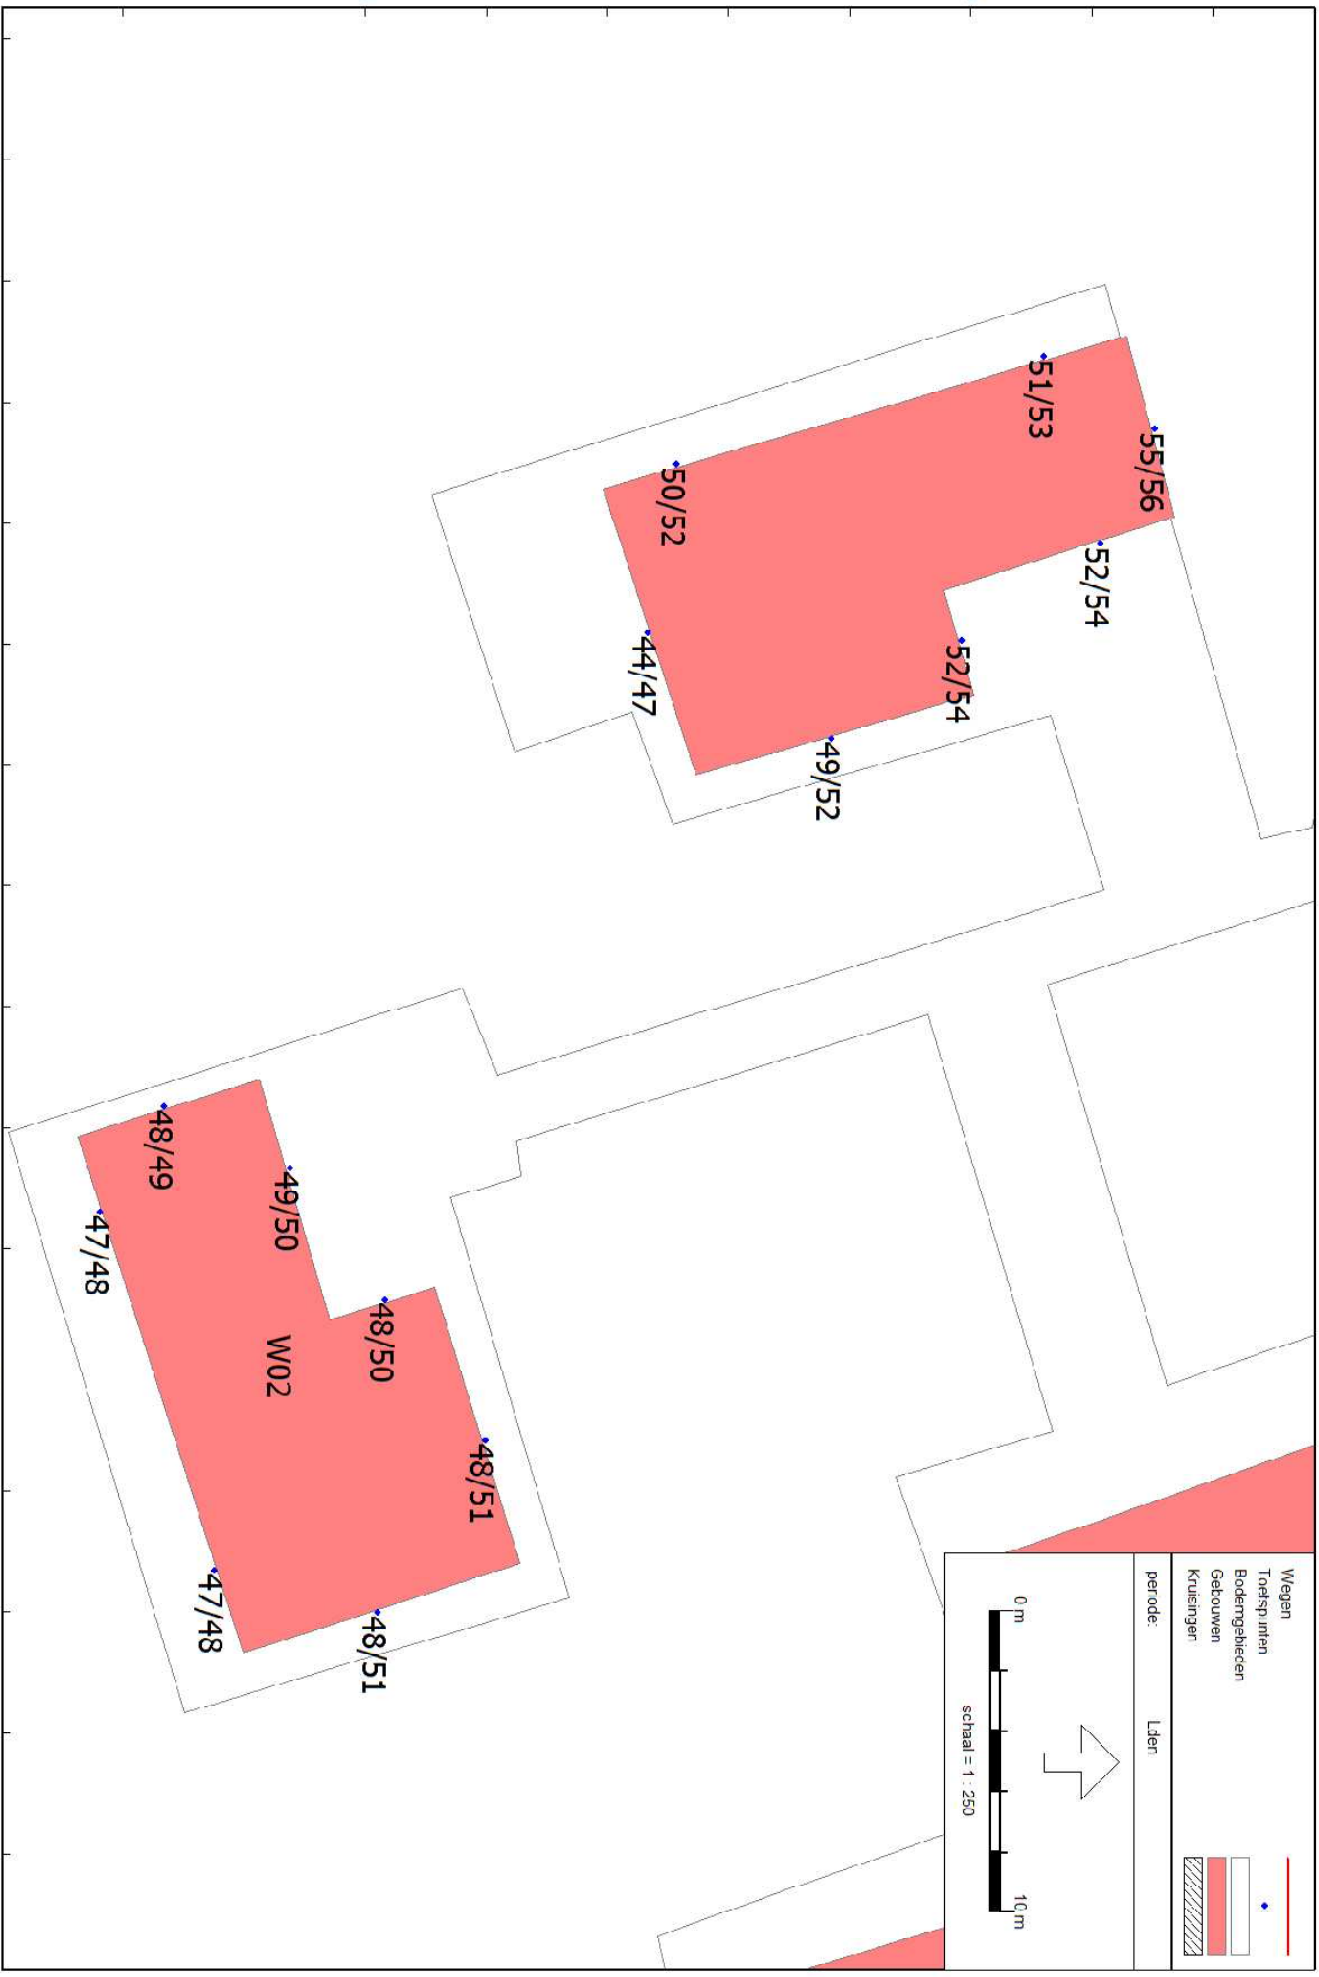 Wegen
Toetspunten
Bodemgebieden
Gebouwen
Kruisingen
periode: Lden
0 m 10 m
schaal = 1 : 250
55/56
52/54
51/53
52/54
49/52
50/52
44/47
48/51
48/50
48/51
49/50
W02
47/48
48/49
47/48